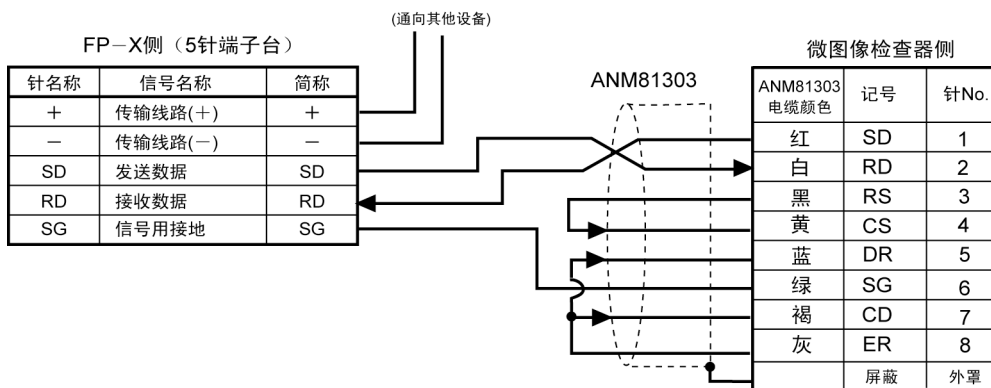 (通向其他设备)
FP-X侧（5针端子台）
针名称 信号名称 简称
+ 传输线路(+) +
- 传输线路(-) -
SD 发送数据 SD
RD 接收数据 RD
SG 信号用接地 SG
ANM81303
微图像检查器侧
ANM81303 电缆颜色 记号 针No.
红 SD 1
白 RD 2
黑 RS 3
黄 CS 4
蓝 DR 5
绿 SG 6
褐 CD 7
灰 ER 8
屏蔽 外罩